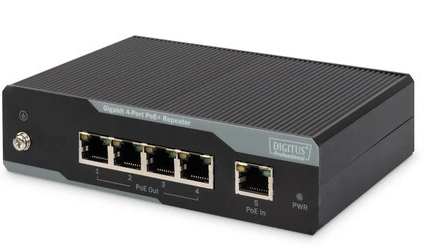 Gigabit 4-Port PoE+ Repeater
DIGITUS®
Professional
1
2
3
4
PoE Out
5
PoE In
PWR